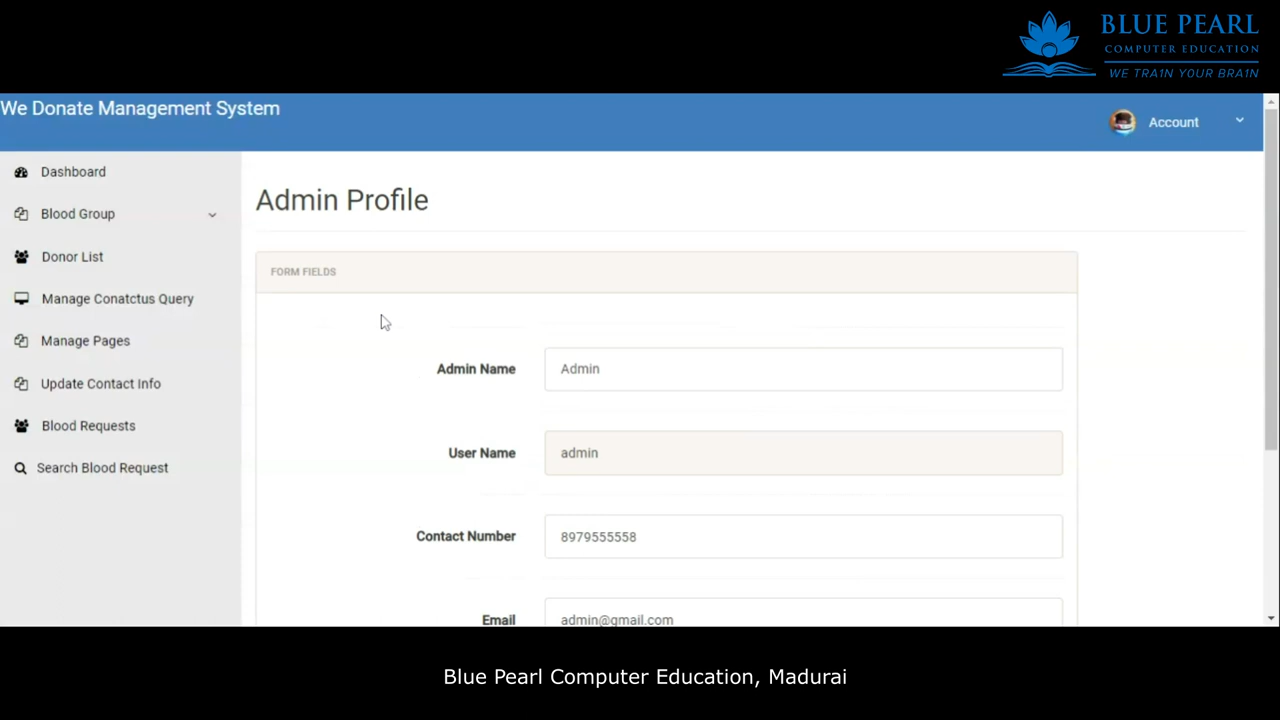 BLUE PEARL
COMPUTER EDUCATION
WE TRA1N YOUR BRA1N
We Donate Management System
Account
Dashboard
Blood Group
Donor List
Manage Conatctus Query
Manage Pages
Update Contact Info
Blood Requests
Search Blood Request
Admin Profile
FORM FIELDS
Admin Name Admin
User Name admin
Contact Number 8979555558
Email admin@gmail.com
Blue Pearl Computer Education, Madurai